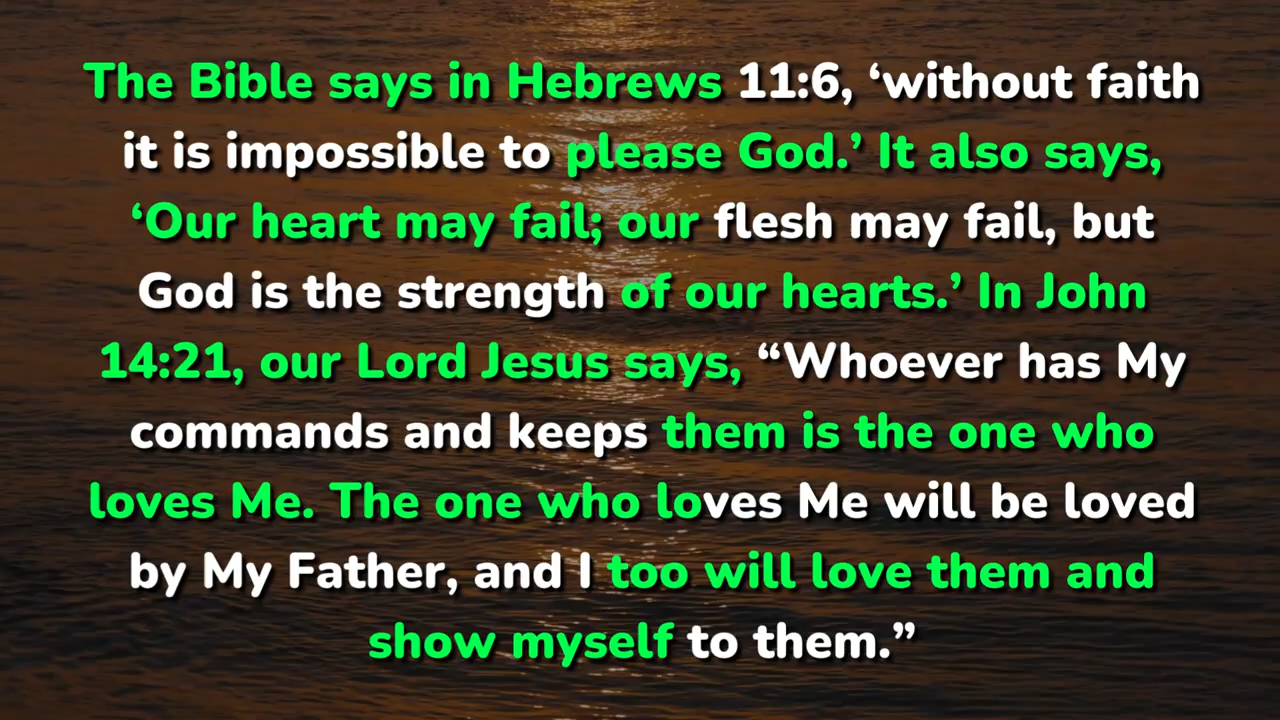 The Bible says in Hebrews 11:6, ‘without faith
it is impossible to please God.’ It also says,
‘Our heart may fail; our flesh may fail, but
God is the strength of our hearts.’ In John
14:21, our Lord Jesus says, “Whoever has My
commands and keeps them is the one who
loves Me. The one who loves Me will be loved
by My Father, and I too will love them and
show myself to them.”